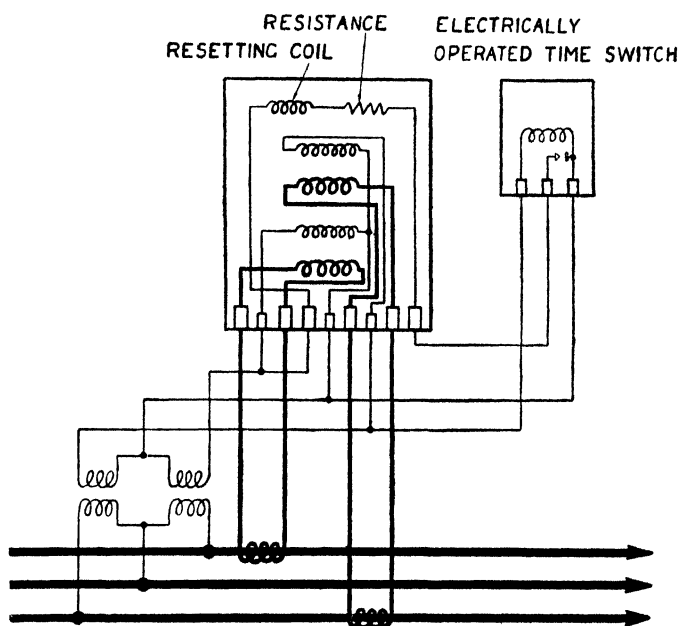 RESISTANCE
RESETTING COIL
ELECTRICALLY
OPERATED TIME SWITCH